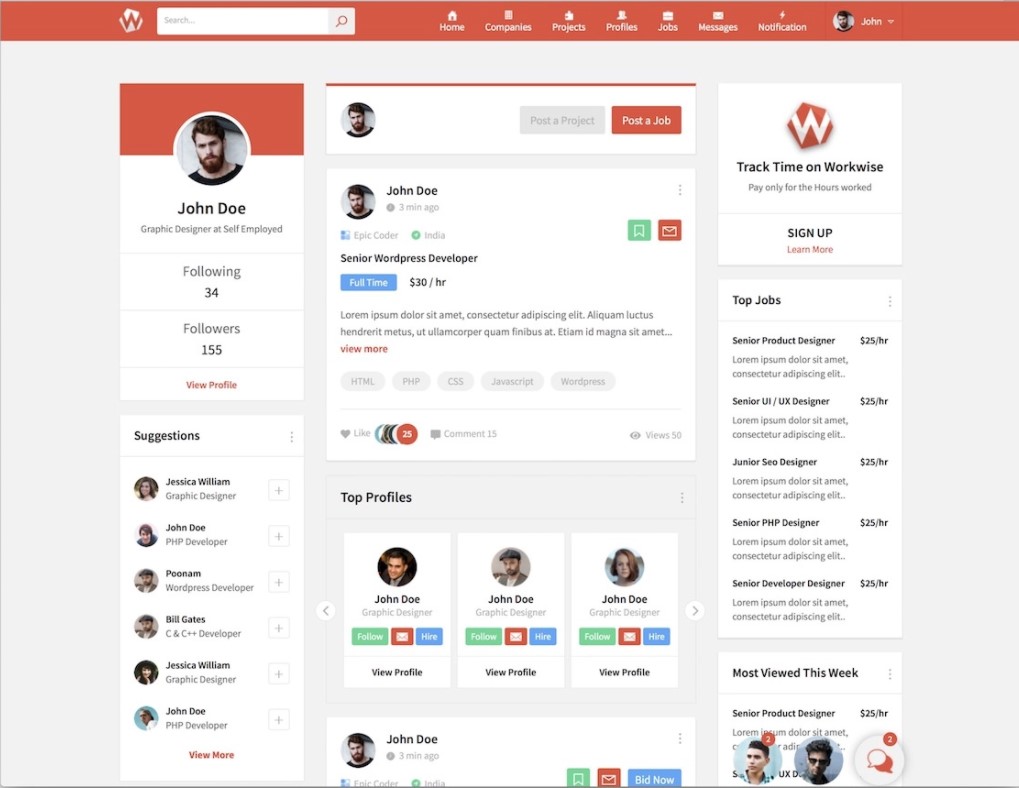 Search...
Home
Companies
Projects
Profiles
Jobs
Messages
Notification
John
John Doe
Graphic Designer at Self Employed
Following
34
Followers
155
View Profile
Suggestions
Jessica William
Graphic Designer
John Doe
PHP Developer
Poonam
Wordpress Developer
Bill Gates
C & C++ Developer
Jessica William
Graphic Designer
John Doe
PHP Developer
View More
Post a Project
Post a Job
John Doe
3 min ago
Epic Coder
India
Senior Wordpress Developer
Full Time
$30 / hr
Lorem ipsum dolor sit amet, consectetur adipiscing elit. Aliquam luctus
hendrerit metus, ut ullamcorper quam finibus at. Etiam id magna sit amet...
view more
HTML
PHP
CSS
Javascript
Wordpress
Like
25
Comment 15
Views 50
Top Profiles
John Doe
Graphic Designer
Follow
Hire
View Profile
John Doe
Graphic Designer
Follow
Hire
View Profile
John Doe
Graphic Designer
Follow
Hire
View Profile
John Doe
3 min ago
Epic Coder
India
Bid Now
W
Track Time on Workwise
Pay only for the Hours worked
SIGN UP
Learn More
Top Jobs
Senior Product Designer $25/hr
Lorem ipsum dolor sit amet,
consectetur adipiscing elit..
Senior UI / UX Designer $25/hr
Lorem ipsum dolor sit amet,
consectetur adipiscing elit..
Junior Seo Designer $25/hr
Lorem ipsum dolor sit amet,
consectetur adipiscing elit..
Senior PHP Designer $25/hr
Lorem ipsum dolor sit amet,
consectetur adipiscing elit..
Senior Developer Designer $25/hr
Lorem ipsum dolor sit amet,
consectetur adipiscing elit..
Most Viewed This Week
Senior Product Designer $25/hr
Lorem ipsum dolor sit amet,
2
2